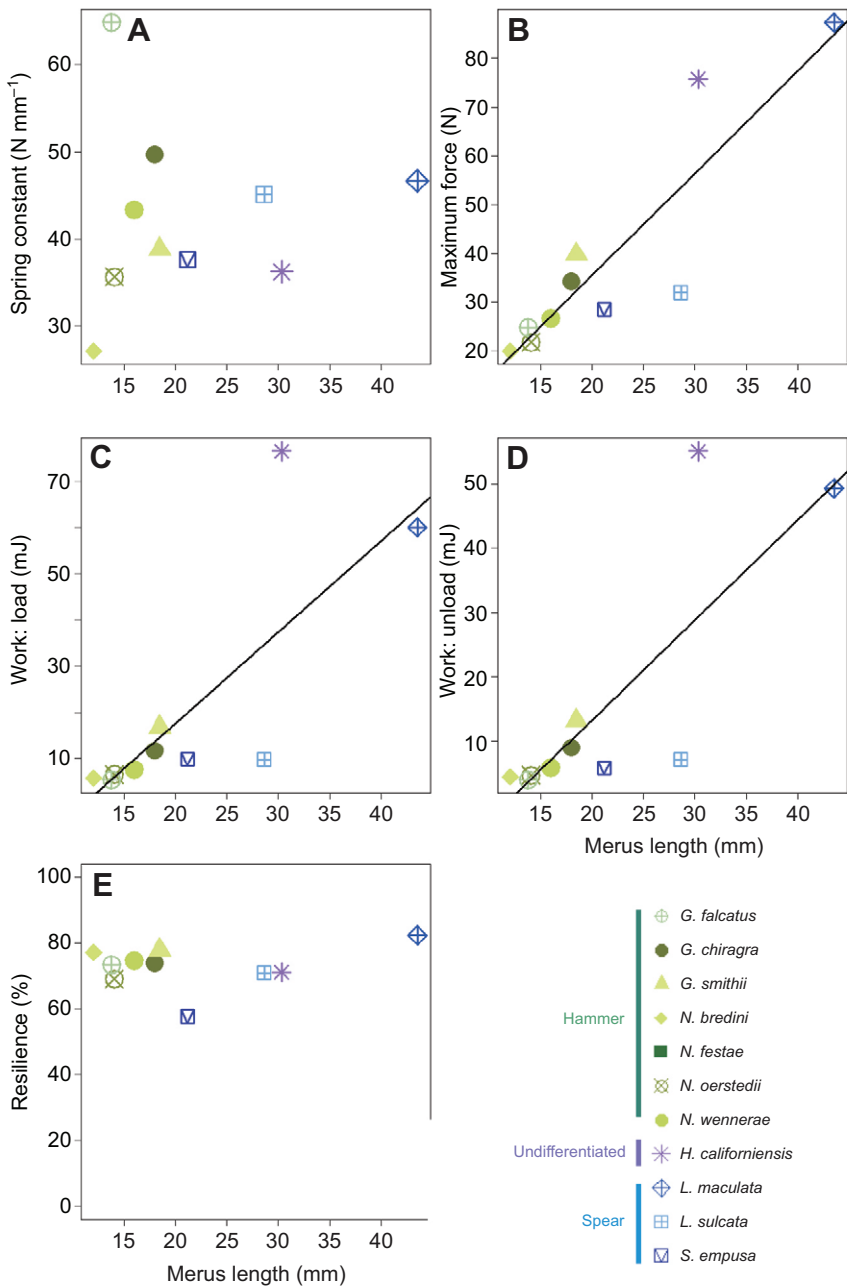 A
Spring constant (N mm⁻¹)
60
50
40
30
15 20 25 30 35 40
B
Maximum force (N)
80
70
60
50
40
30
20
15 20 25 30 35 40
C
Work: load (mJ)
70
50
30
10
15 20 25 30 35 40
D
Work: unload (mJ)
50
40
30
20
10
15 20 25 30 35 40
Merus length (mm)
E
Resilience (%)
100
80
60
40
20
0
15 20 25 30 35 40
Merus length (mm)
Hammer
G. falcatus
G. chiragra
G. smithii
N. bredini
N. festae
N. oerstedii
N. wennerae
Undifferentiated
H. californiensis
Spear
L. maculata
L. sulcata
S. empusa